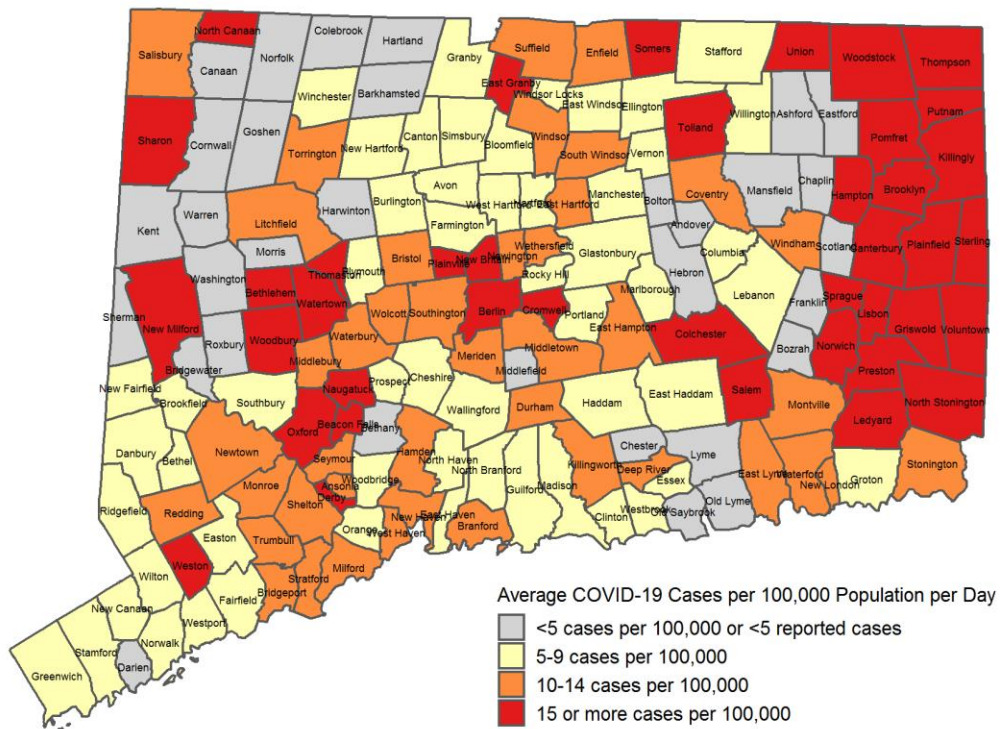 North Canaan
Colebrook
Hartland
Suffield
Enfield
Somers
Stafford
Union
Woodstock
Thompson
Salisbury
Canaan
Norfolk
Granby
East Granby
Windsor Locks
Winchester
Barkhamsted
East Windsor
Ellington
Willington
Ashford
Eastford
Putnam
Sharon
Cornwall
Goshen
Torrington
New Hartford
Canton
Simsbury
Bloomfield
Windsor
South Windsor
Vernon
Tolland
Pomfret
Killingly
Kent
Warren
Litchfield
Harwinton
Burlington
Avon
West Hartford
Hartford
East Hartford
Manchester
Bolton
Coventry
Mansfield
Chaplin
Hampton
Brooklyn
Morris
Farmington
Andover
Columbia
Windham
Scotland
Canterbury
Plainfield
Sterling
Washington
Bethlehem
Thomaston
Watertown
Plymouth
Bristol
Plainville
New Britain
Newington
Wethersfield
Rocky Hill
Glastonbury
Marlborough
Hebron
Lebanon
Franklin
Sprague
Lisbon
Griswold
Voluntown
Sherman
New Milford
Roxbury
Woodbury
Middlebury
Waterbury
Wolcott
Southington
Berlin
Cromwell
Portland
East Hampton
Colchester
Bozrah
Norwich
Preston
Bridgewater
New Fairfield
Brookfield
Southbury
Naugatuck
Prospect
Cheshire
Meriden
Middletown
Middlefield
Haddam
East Haddam
Salem
Montville
Ledyard
North Stonington
Danbury
Bethel
Newtown
Oxford
Beacon Falls
Bethany
Wallingford
Durham
Chester
Lyme
Seymour
Hamden
North Haven
North Branford
Guilford
Madison
Killingworth
Deep River
Essex
East Lyme
Waterford
New London
Groton
Stonington
Ridgefield
Redding
Monroe
Shelton
Ansonia
Derby
Woodbridge
Orange
New Haven
West Haven
East Haven
Branford
Clinton
Westbrook
Old Saybrook
Old Lyme
Wilton
Weston
Easton
Trumbull
Stratford
Milford
Bridgeport
Fairfield
Westport
New Canaan
Norwalk
Stamford
Darien
Greenwich
Average COVID-19 Cases per 100,000 Population per Day
<5 cases per 100,000 or <5 reported cases
5-9 cases per 100,000
10-14 cases per 100,000
15 or more cases per 100,000